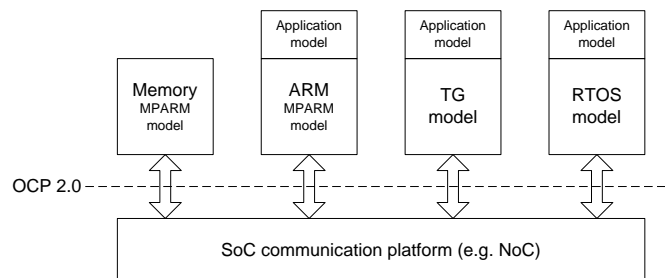 Application
model
Application
model
Application
model
Memory
MPARM
model
ARM
MPARM
model
TG
model
RTOS
model
OCP 2.0
SoC communication platform (e.g. NoC)